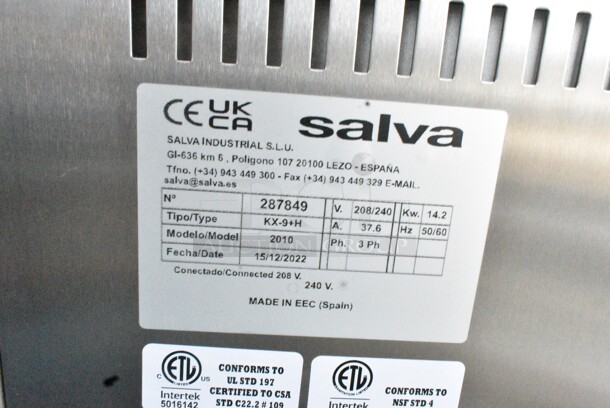 CE UK CA salva
SALVA INDUSTRIAL S.L.U.
GI-636 km 6 , Poligono 107 20100 LEZO - ESPAÑA
Tfno. (+34) 943 449 300 - Fax (+34) 943 449 329 E-MAIL.
salva@salva.es
Nº 287849 V. 208/240 Kw. 14.2
Tipo/Type KX-9+H A. 37.6 Hz 50/60
Modelo/Model 2010 Ph. 3 Ph
Fecha/Date 15/12/2022
Conectado/Connected 208 V.
240 V.
MADE IN EEC (Spain)
C ETL US
Intertek
5016142
CONFORMS TO
UL STD 197
CERTIFIED TO CSA
STD C22.2 # 109
ETL
Intertek
CONFORMS TO
NSF STD 4